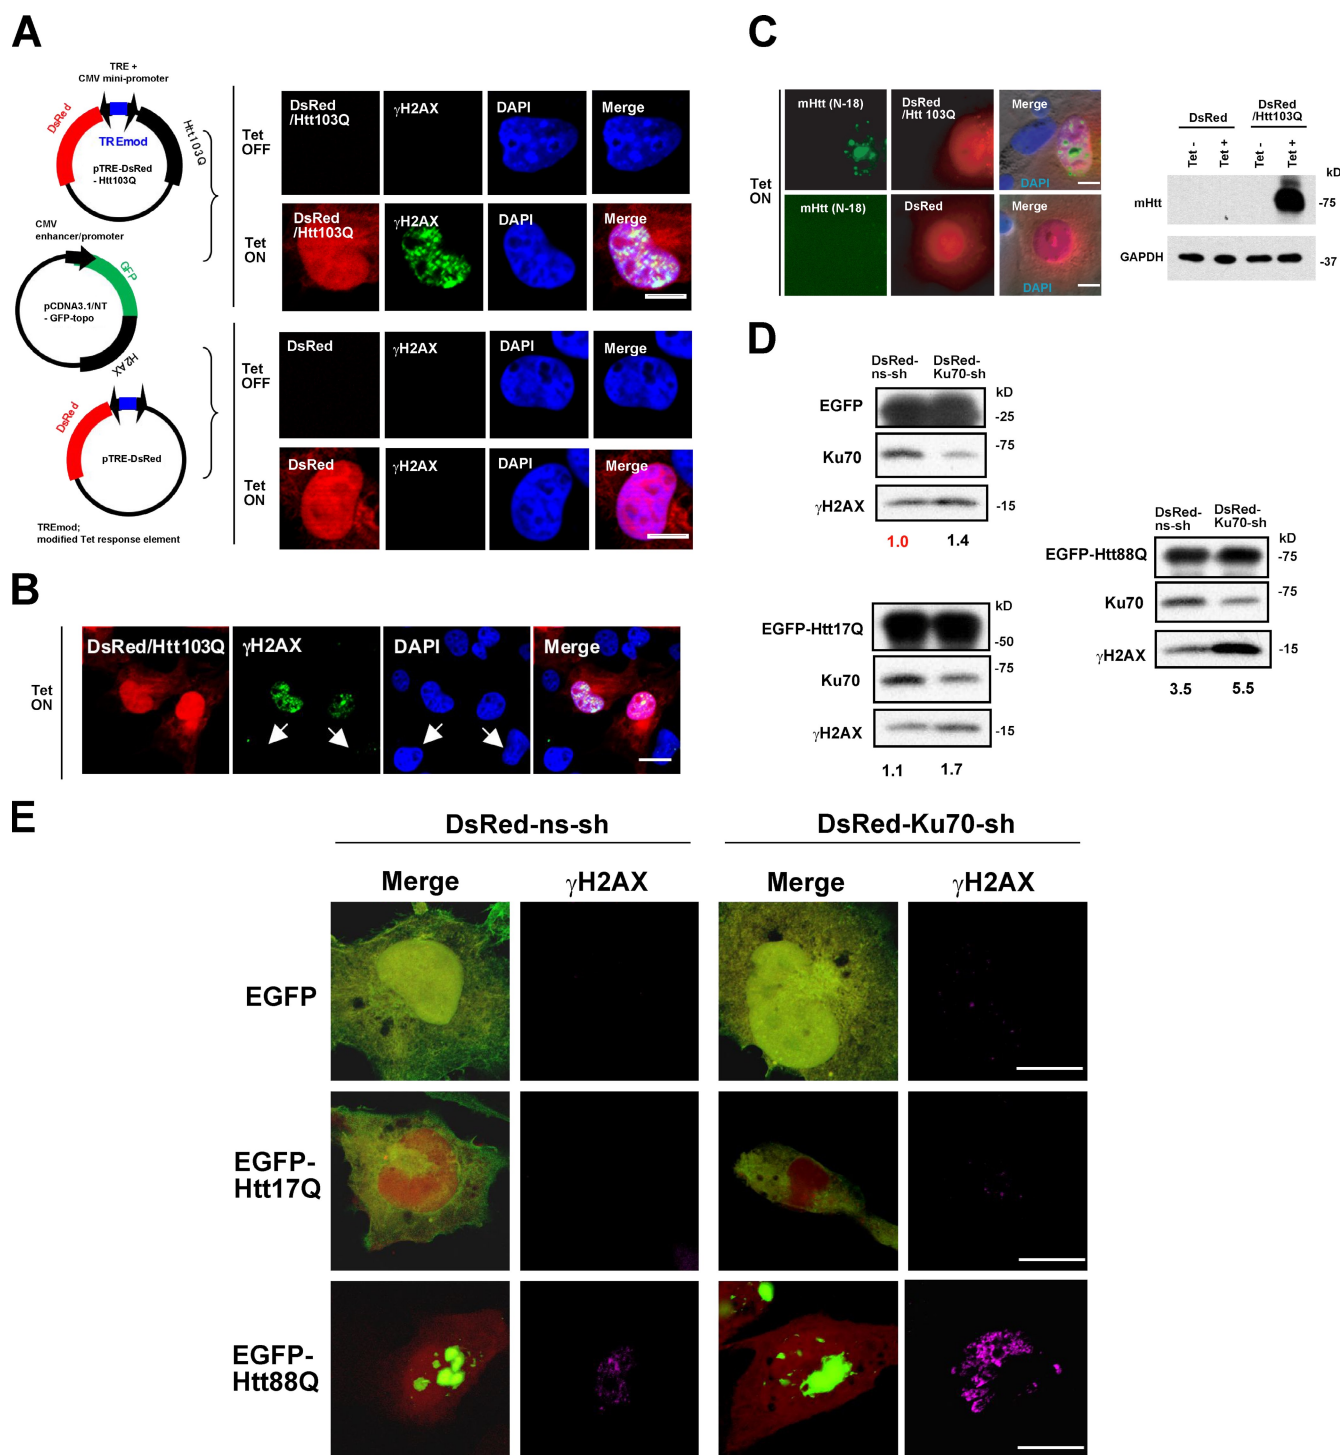 A
TRE +
CMV mini-promoter
DsRed
Htt103Q
TREmod
pTRE-DsRed
- Htt103Q
CMV
enhancer/promoter
GFP
pCDNA3.1/NT
- GFP-topo
H2AX
DsRed
pTRE-DsRed
TREmod;
modified Tet response element
Tet
OFF
DsRed
/Htt103Q
γH2AX
DAPI
Merge
Tet
ON
DsRed
/Htt103Q
γH2AX
DAPI
Merge
Tet
OFF
DsRed
γH2AX
DAPI
Merge
Tet
ON
DsRed
γH2AX
DAPI
Merge
B
Tet
ON
DsRed/Htt103Q
γH2AX
DAPI
Merge
C
Tet
ON
mHtt (N-18)
DsRed
/Htt 103Q
Merge
DAPI
mHtt (N-18)
DsRed
Merge
DAPI
DsRed
DsRed
/Htt103Q
Tet -
Tet +
Tet -
Tet +
kD
mHtt
-75
GAPDH
-37
D
DsRed-
ns-sh
DsRed-
Ku70-sh
kD
EGFP
-25
Ku70
-75
γH2AX
-15
1.0 1.4
kD
EGFP-Htt17Q
-50
Ku70
-75
γH2AX
-15
1.1 1.7
DsRed-
ns-sh
DsRed-
Ku70-sh
kD
EGFP-Htt88Q
-75
Ku70
-75
γH2AX
-15
3.5 5.5
E
DsRed-ns-sh DsRed-Ku70-sh
Merge γH2AX Merge γH2AX
EGFP
EGFP-
Htt17Q
EGFP-
Htt88Q